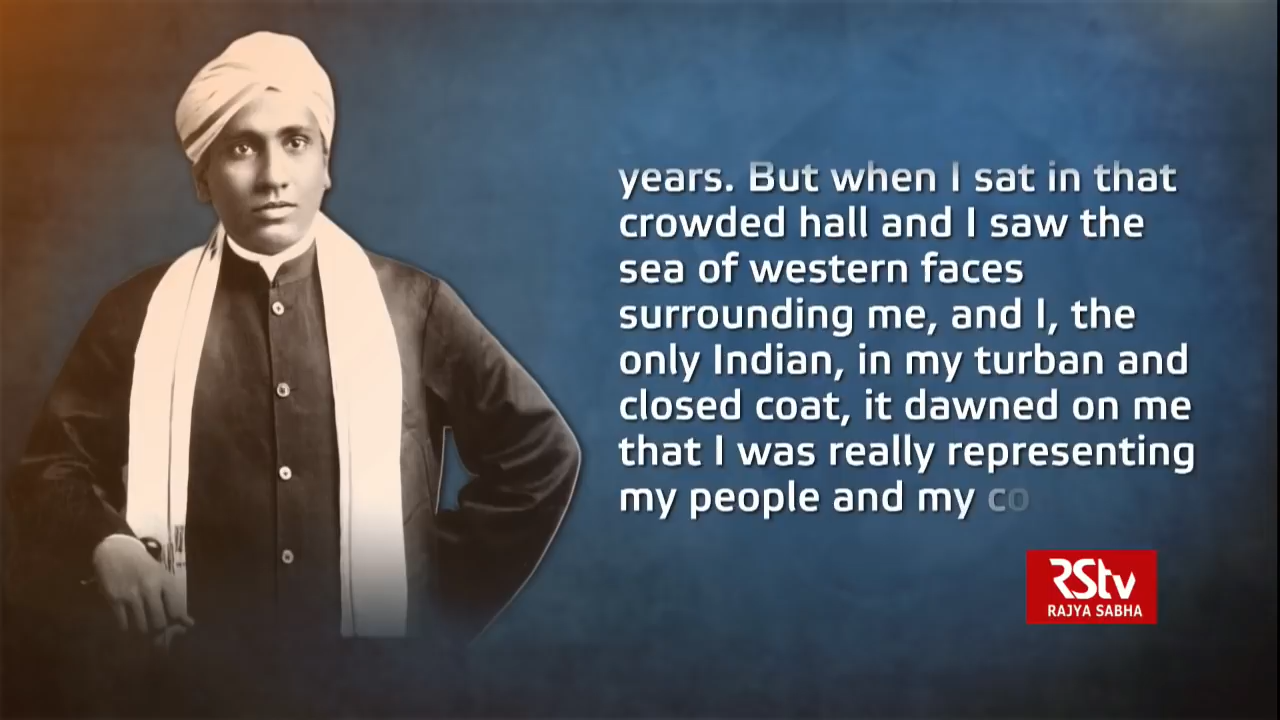 years. But when I sat in that
crowded hall and I saw the
sea of western faces
surrounding me, and I, the
only Indian, in my turban and
closed coat, it dawned on me
that I was really representing
my people and my co
RStv
RAJYA SABHA